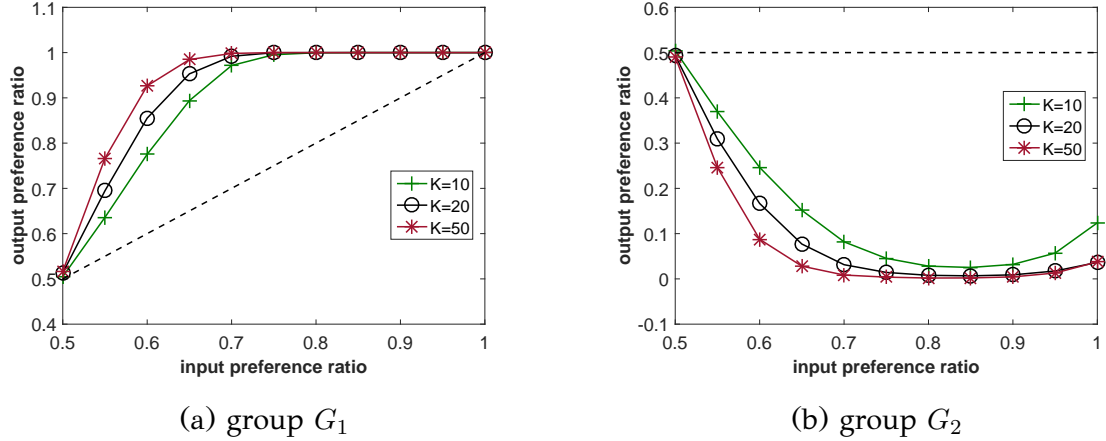 1.1
1
0.9
0.8
0.7
0.6
0.5
0.4
output preference ratio
0.5 0.6 0.7 0.8 0.9 1
input preference ratio
K=10
K=20
K=50
(a) group G1
0.6
0.5
0.4
0.3
0.2
0.1
0
-0.1
output preference ratio
0.5 0.6 0.7 0.8 0.9 1
input preference ratio
K=10
K=20
K=50
(b) group G2